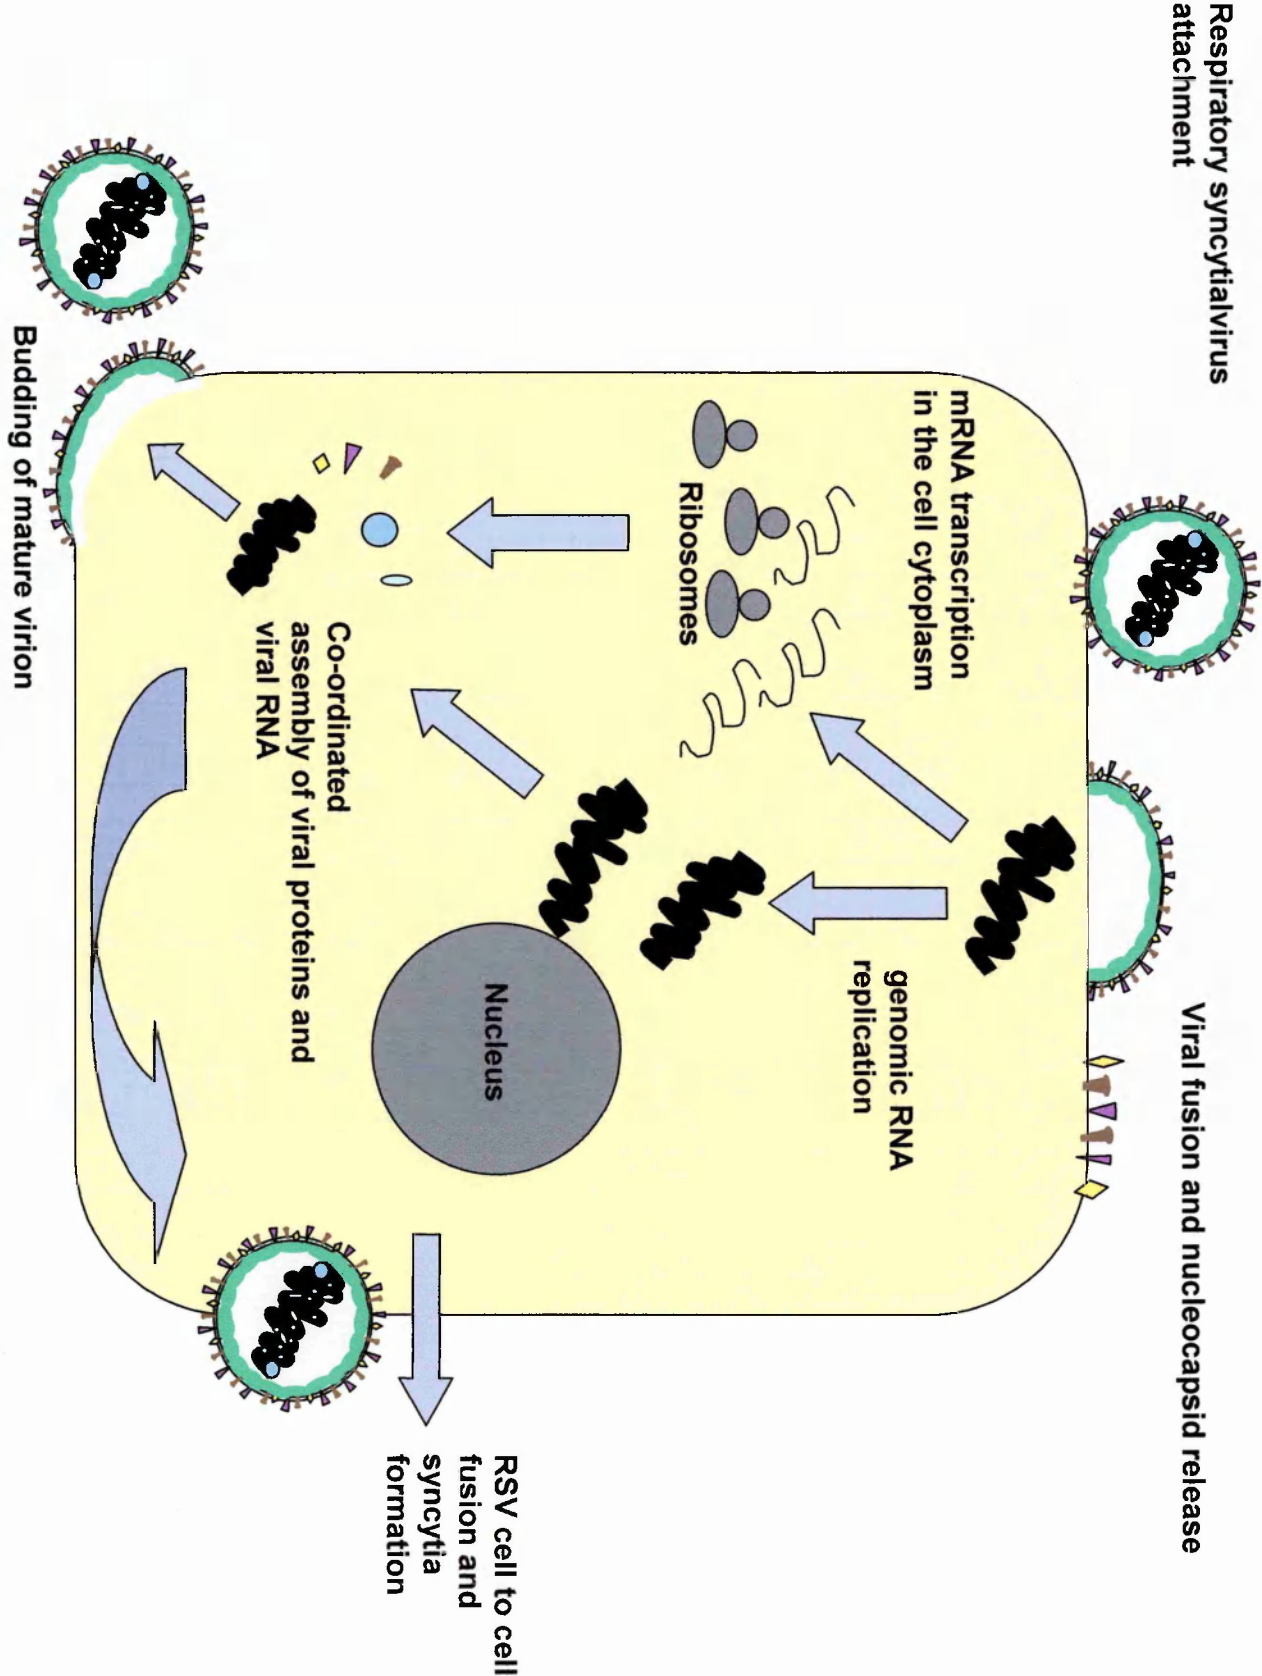 Respiratory syncytialvirus
attachment
Viral fusion and nucleocapsid release
mRNA transcription
in the cell cytoplasm
genomic RNA
replication
Ribosomes
Nucleus
RSV cell to cell
fusion and
syncytia
formation
Co-ordinated
assembly of viral proteins and
viral RNA
Budding of mature virion